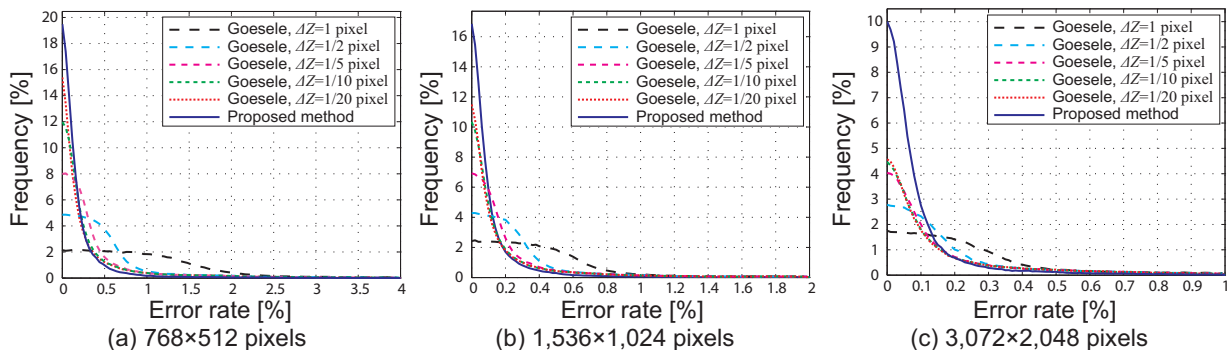 Frequency [%]
20
18
16
14
12
10
8
6
4
2
0
Goesele, ΔZ=1 pixel
Goesele, ΔZ=1/2 pixel
Goesele, ΔZ=1/5 pixel
Goesele, ΔZ=1/10 pixel
Goesele, ΔZ=1/20 pixel
Proposed method
0 0.5 1 1.5 2 2.5 3 3.5 4
Error rate [%]
(a) 768×512 pixels
Frequency [%]
16
14
12
10
8
6
4
2
0
Goesele, ΔZ=1 pixel
Goesele, ΔZ=1/2 pixel
Goesele, ΔZ=1/5 pixel
Goesele, ΔZ=1/10 pixel
Goesele, ΔZ=1/20 pixel
Proposed method
0 0.2 0.4 0.6 0.8 1 1.2 1.4 1.6 1.8 2
Error rate [%]
(b) 1,536×1,024 pixels
Frequency [%]
10
9
8
7
6
5
4
3
2
1
0
Goesele, ΔZ=1 pixel
Goesele, ΔZ=1/2 pixel
Goesele, ΔZ=1/5 pixel
Goesele, ΔZ=1/10 pixel
Goesele, ΔZ=1/20 pixel
Proposed method
0 0.1 0.2 0.3 0.4 0.5 0.6 0.7 0.8 0.9 1
Error rate [%]
(c) 3,072×2,048 pixels